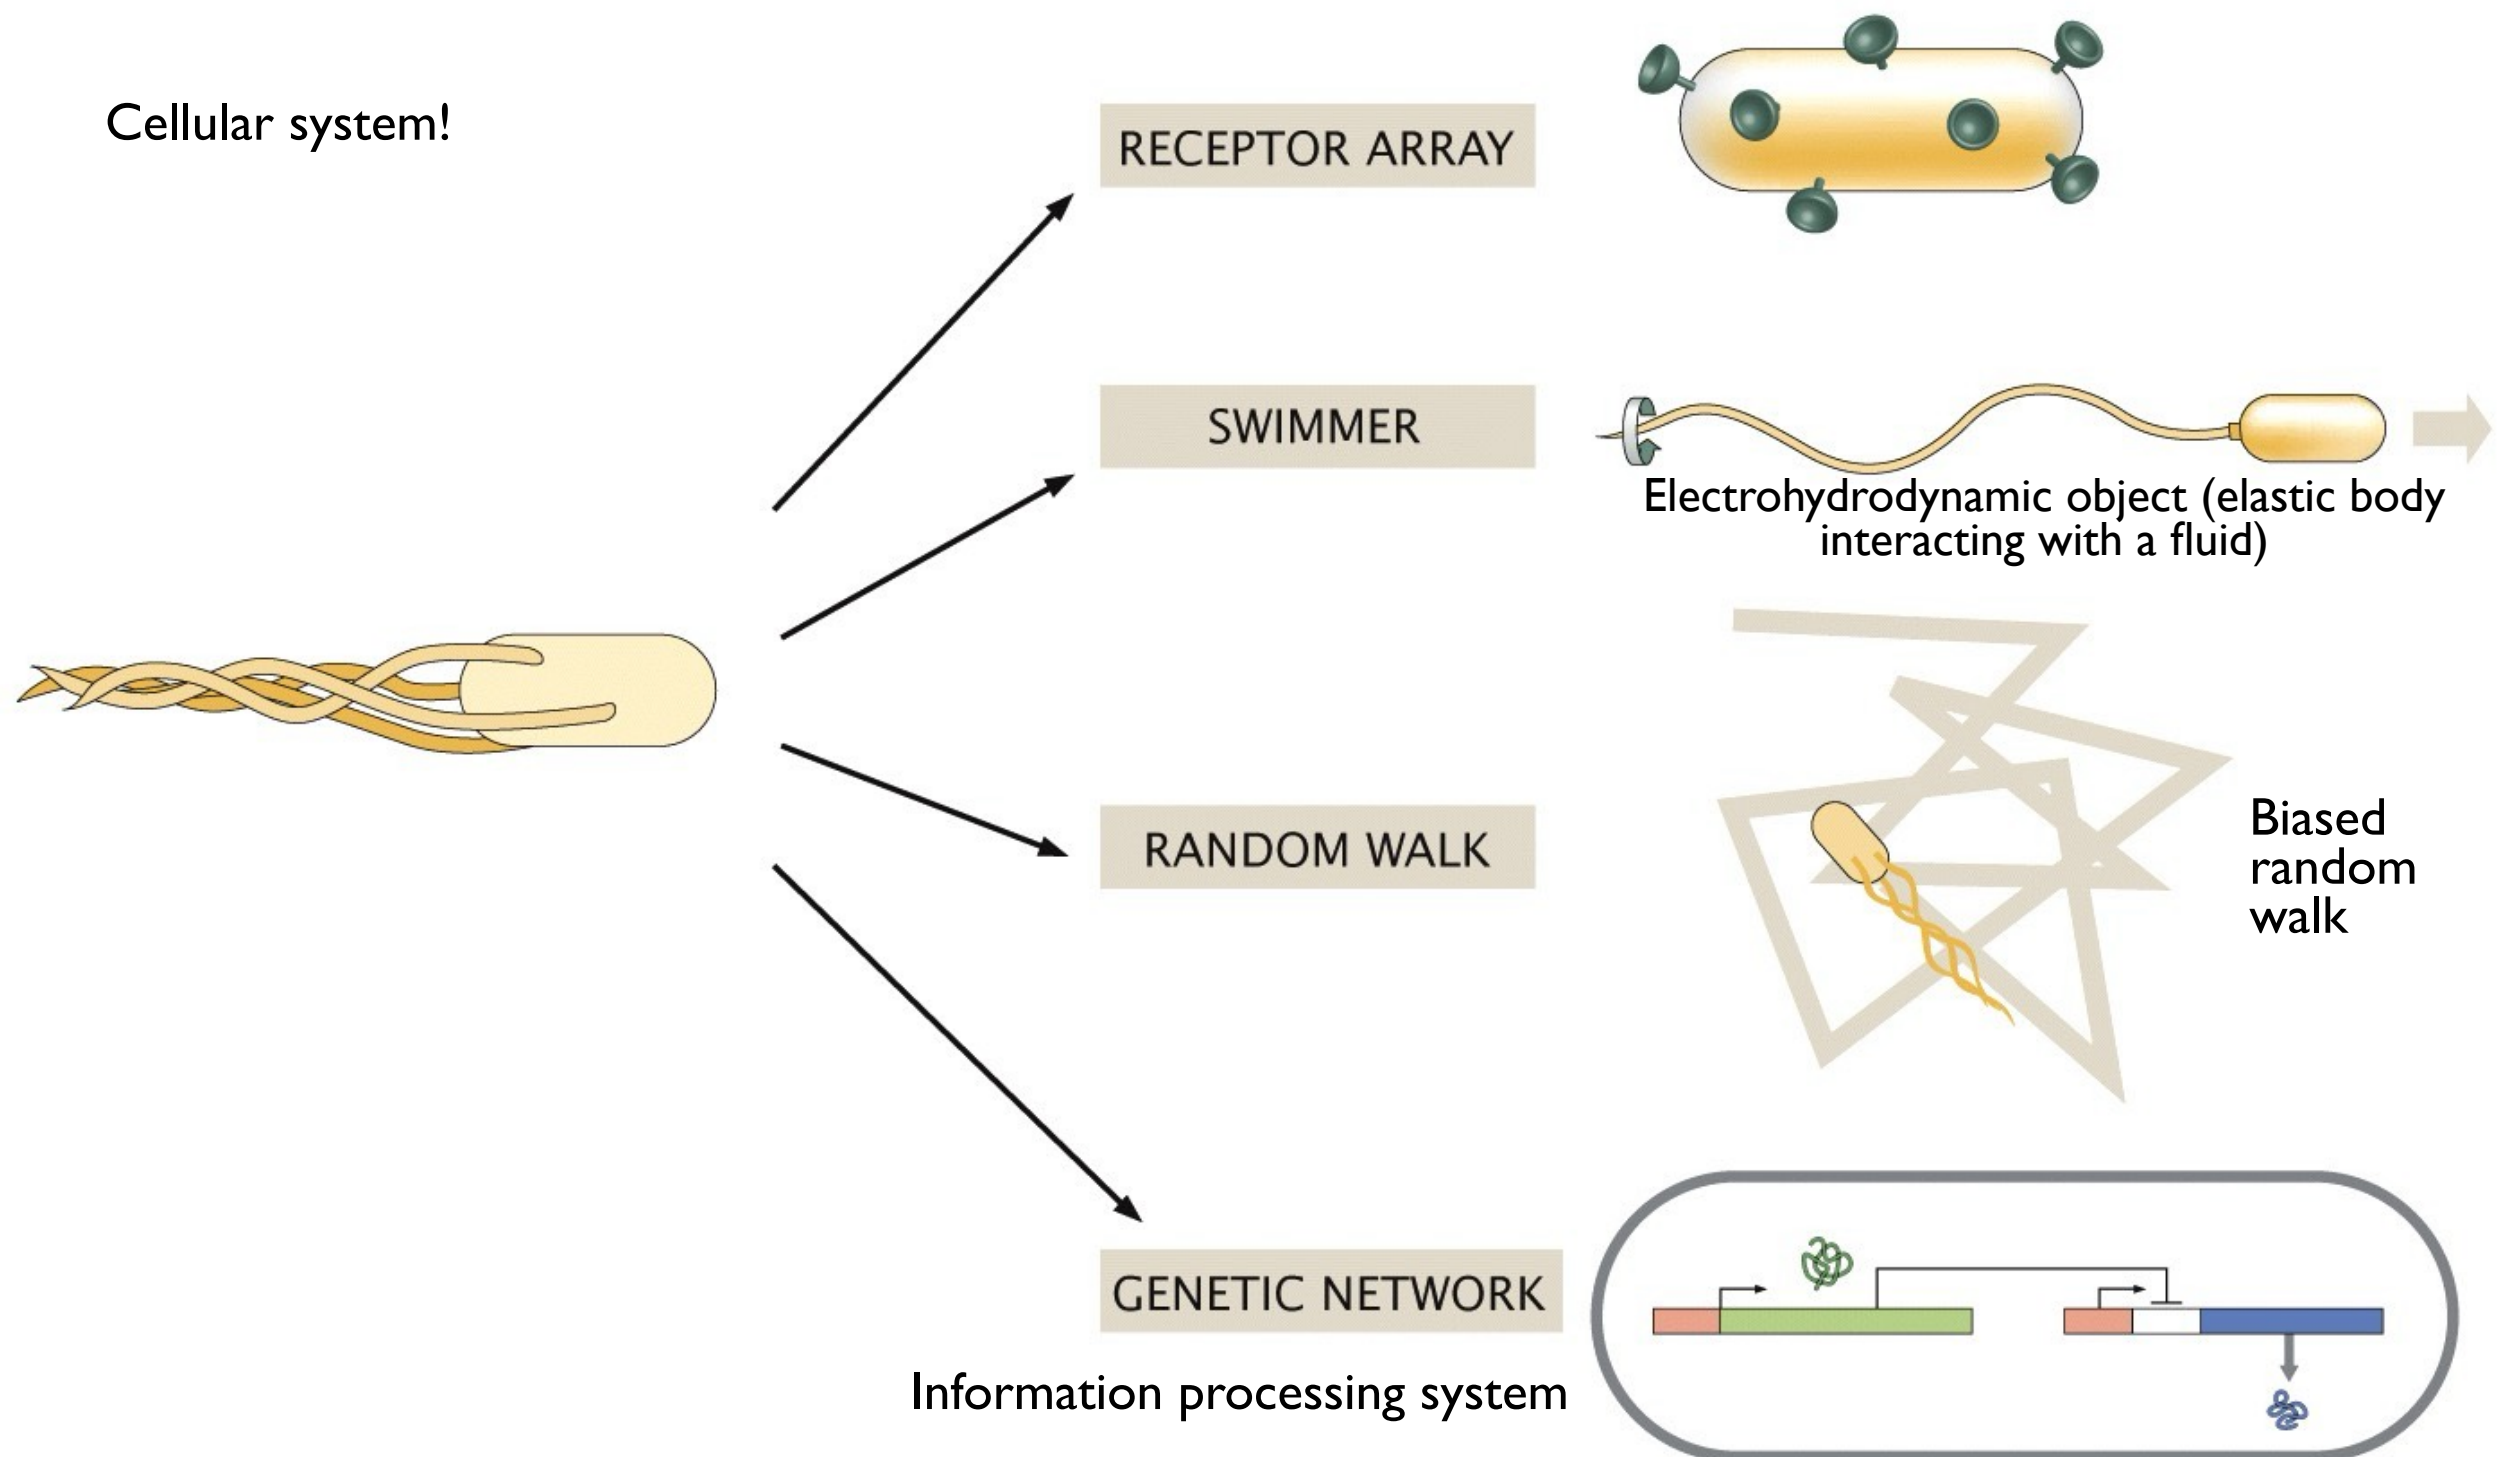 Cellular system!
RECEPTOR ARRAY
SWIMMER
Electrohydrodynamic object (elastic body
interacting with a fluid)
RANDOM WALK
Biased
random
walk
GENETIC NETWORK
Information processing system